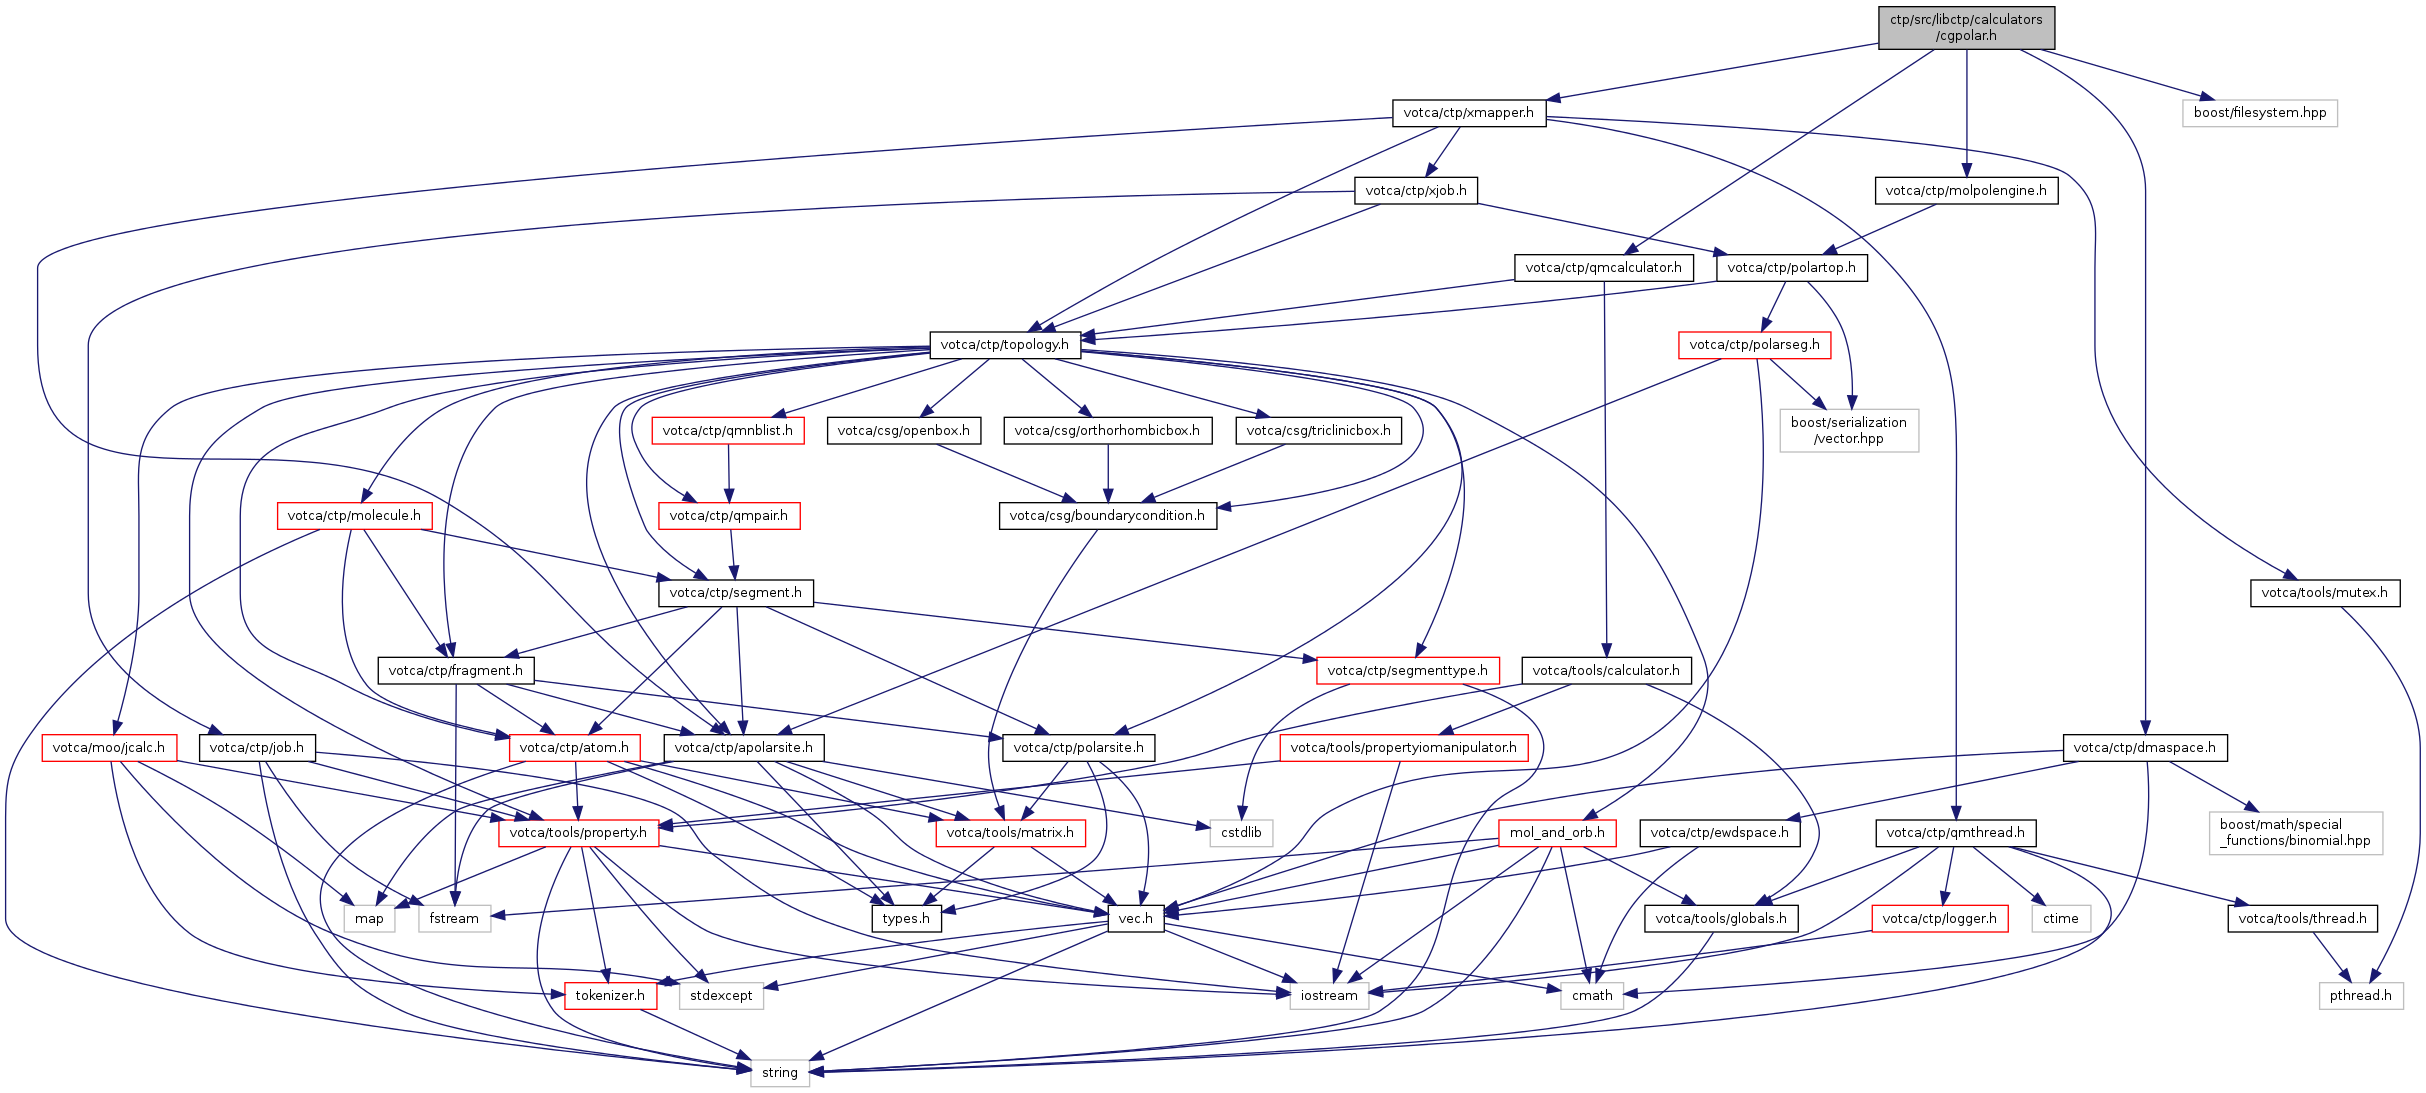 ctp/src/libctp/calculators
/cgpolar.h
votca/ctp/xmapper.h
boost/filesystem.hpp
votca/ctp/xjob.h
votca/ctp/molpolengine.h
votca/ctp/qmcalculator.h
votca/ctp/polartop.h
votca/ctp/topology.h
votca/ctp/polarseg.h
votca/ctp/qmnblist.h
votca/csg/openbox.h
votca/csg/orthorhombicbox.h
votca/csg/triclinicbox.h
boost/serialization
/vector.hpp
votca/ctp/molecule.h
votca/ctp/qmpair.h
votca/csg/boundarycondition.h
votca/ctp/segment.h
votca/tools/mutex.h
votca/ctp/fragment.h
votca/ctp/segmenttype.h
votca/tools/calculator.h
votca/moo/jcalc.h
votca/ctp/job.h
votca/ctp/atom.h
votca/ctp/apolarsite.h
votca/ctp/polarsite.h
votca/tools/propertyiomanipulator.h
votca/ctp/dmaspace.h
votca/tools/property.h
votca/tools/matrix.h
cstdlib
mol_and_orb.h
votca/ctp/ewdspace.h
votca/ctp/qmthread.h
boost/math/special
_functions/binomial.hpp
map
fstream
types.h
vec.h
votca/tools/globals.h
votca/ctp/logger.h
ctime
votca/tools/thread.h
tokenizer.h
stdexcept
iostream
cmath
pthread.h
string